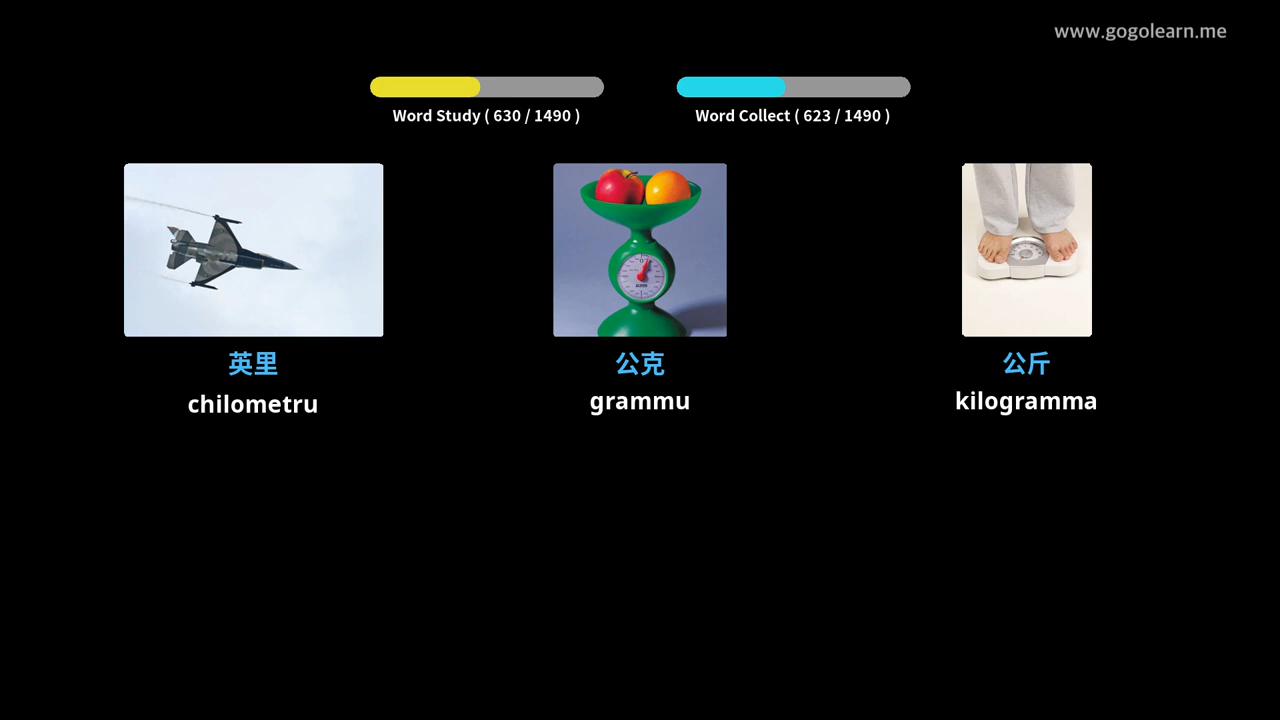 www.gogolearn.me
Word Study ( 630 / 1490 )
Word Collect ( 623 / 1490 )
英里
chilometru
公克
grammu
公斤
kilogramma